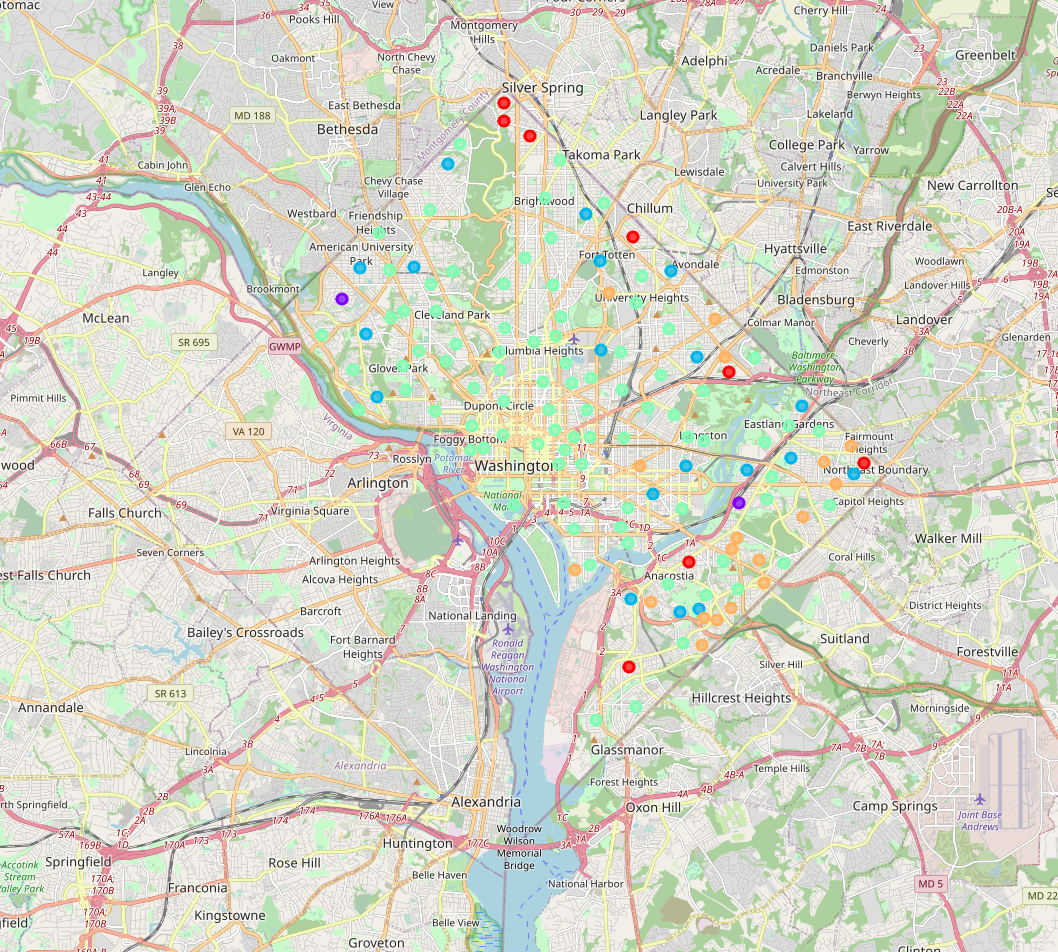 otomac
View
Pooks Hill
Montgomery
Hills
Four Corners
Cherry Hill
Oakmont
North Chevy
Chase
Adelphi
Daniels Park
Greenbelt
Acredale
Branchville
Silver Spring
Berwyn Heights
East Bethesda
MD 188
Bethesda
Montgomery County
Langley Park
Lakeland
College Park
Yarrow
Takoma Park
Cabin John
Calvert Hills
Lewisdale
University Park
Glen Echo
Chevy Chase
Village
New Carrollton
Brightwood
Westbard
Friendship
Heights
Chillum
East Riverdale
American University
Park
Hyattsville
Fort Totten
Avondale
Edmonston
Woodlawn
Langley
Landover Hills
Brookmont
University Heights
Bladensburg
McLean
Cleveland Park
Colmar Manor
Landover
SR 695
GWMP
Columbia Heights
Cheverly
Glenarden
Glover Park
Baltimore
Washington
Parkway
Northeast Corridor
Pimmit Hills
Dupont Circle
VA 120
Virginia
Eastland Gardens
Foggy Bottom
Langston
Fairmount
Heights
Rosslyn
Potomac
River
Washington
Northeast Boundary
wood
Arlington
National
Ma
Capitol Heights
Falls Church
Virginia Square
Walker Mill
Seven Corners
Arlington Heights
Coral Hills
est Falls Church
Alcova Heights
Anacostia
District Heights
Barcroft
National Landing
Bailey's Crossroads
Fort Barnard
Heights
Ronald
Reagan
Washington
National
Airport
Suitland
Silver Hill
Forestville
SR 613
Hillcrest Heights
Annandale
Morningside
Lincolnia
Glassmanor
Alexandria
Temple Hills
Forest Heights
Alexandria
Oxon Hill
Camp Springs
rth Springfield
Joint Base
Andrews
Huntington
Woodrow
Wilson
Memorial
Bridge
Springfield
Rose Hill
Belle Haven
National Harbor
Accotink
Stream
Valley Park
Franconia
MD 5
MD 22
Kingstowne
Belle View
Groveton
Clinton